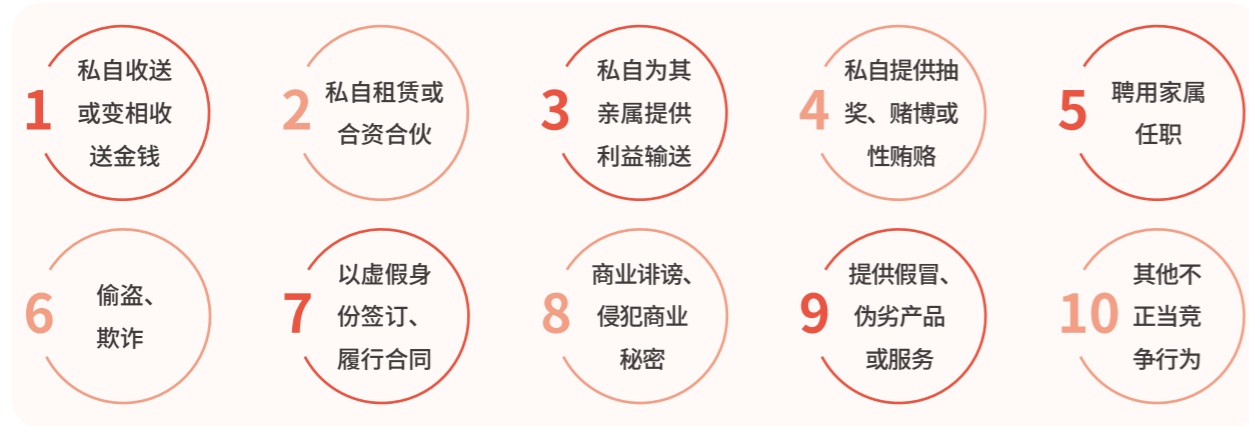 1
私自收送
或变相收
送金钱
2
私自租赁或
合资合伙
3
私自为其
亲属提供
利益输送
4
私自提供抽
奖、赌博或
性贿赂
5
聘用家属
任职
6
偷盗、
欺诈
7
以虚假身
份签订、
履行合同
8
商业诽谤、
侵犯商业
秘密
9
提供假冒、
伪劣产品
或服务
10
其他不
正当竞
争行为